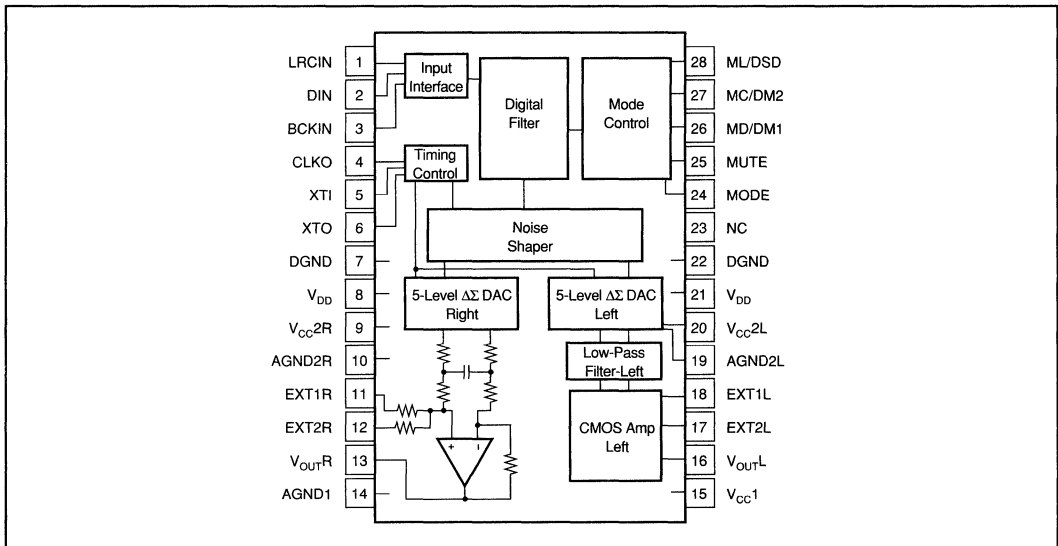 LRCIN 1
DIN 2
BCKIN 3
CLKO 4
XTI 5
XTO 6
DGND 7
VDD 8
VCC2R 9
AGND2R 10
EXT1R 11
EXT2R 12
VOUTR 13
AGND1 14
Input
Interface
Digital
Filter
Mode
Control
Timing
Control
Noise
Shaper
5-Level ΔΣ DAC
Right
5-Level ΔΣ DAC
Left
Low-Pass
Filter-Left
CMOS Amp
Left
+ −
28 ML/DSD
27 MC/DM2
26 MD/DM1
25 MUTE
24 MODE
23 NC
22 DGND
21 VDD
20 VCC2L
19 AGND2L
18 EXT1L
17 EXT2L
16 VOUTL
15 VCC1